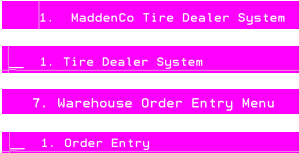 1. MaddenCo Tire Dealer System
1. Tire Dealer System
7. Warehouse Order Entry Menu
1. Order Entry